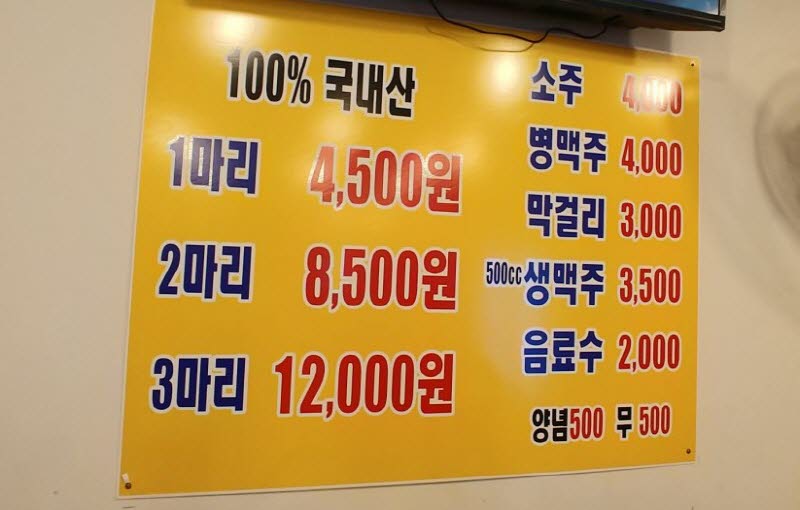 100% 국내산
1마리 4,500원
2마리 8,500원
3마리 12,000원
소주 4,000
병맥주 4,000
막걸리 3,000
500cc 생맥주 3,500
음료수 2,000
양념500 무 500